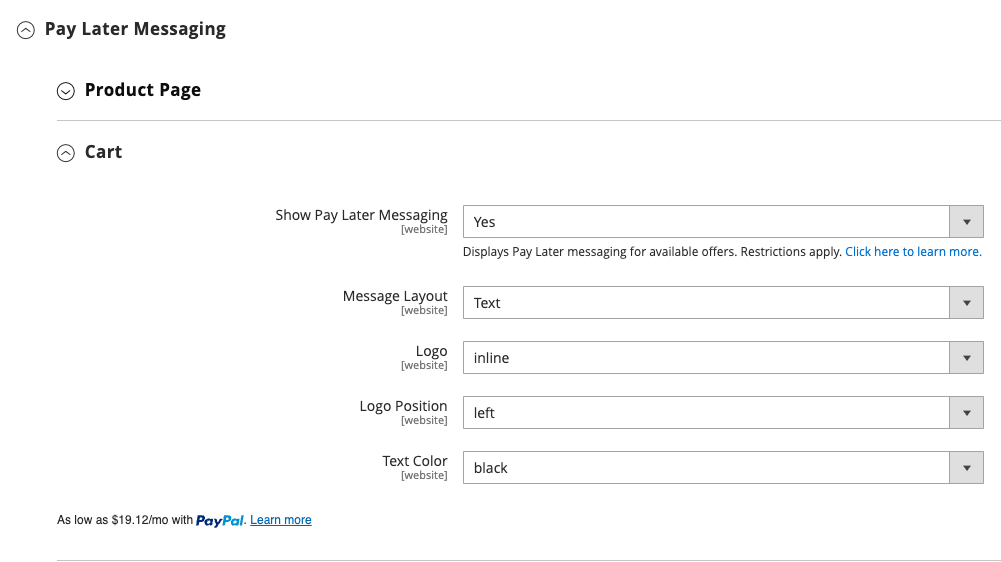 Pay Later Messaging
Product Page
Cart
Show Pay Later Messaging
[website]
Yes
Displays Pay Later messaging for available offers. Restrictions apply. Click here to learn more.
Message Layout
[website]
Text
Logo
[website]
inline
Logo Position
[website]
left
Text Color
[website]
black
As low as $19.12/mo with PayPal. Learn more